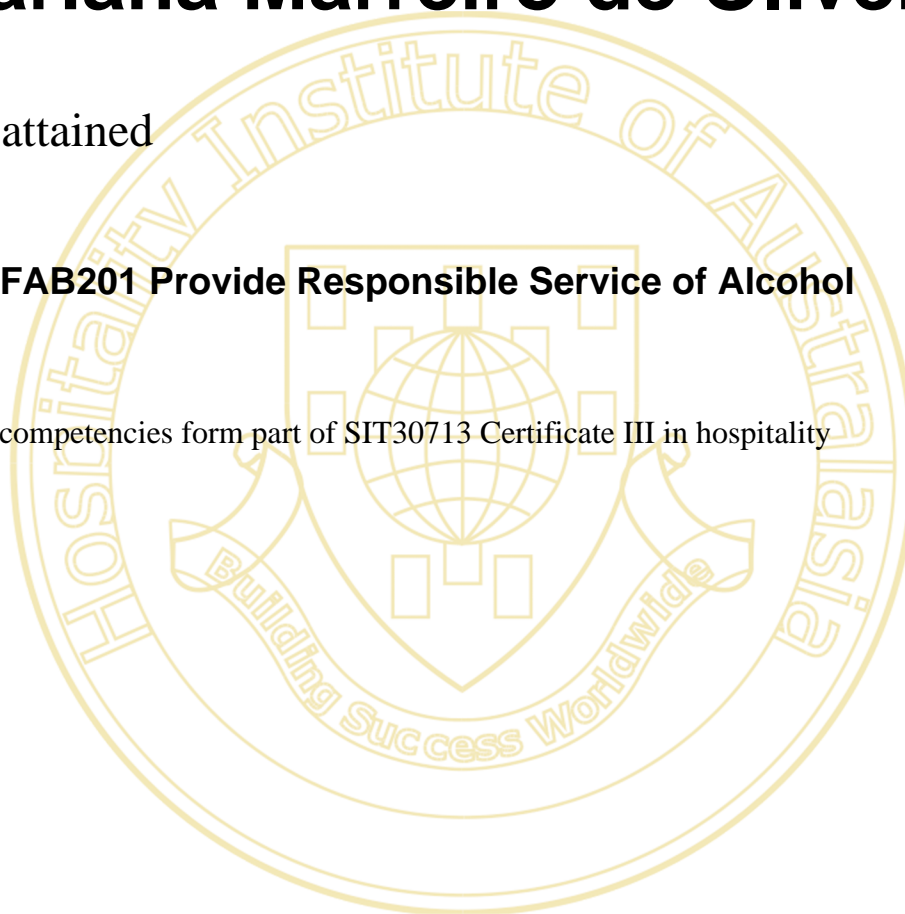 attained
FAB201 Provide Responsible Service of Alcohol
competencies form part of SIT30713 Certificate III in hospitality
Hospitality Institute of Australasia
Building Success Worldwide